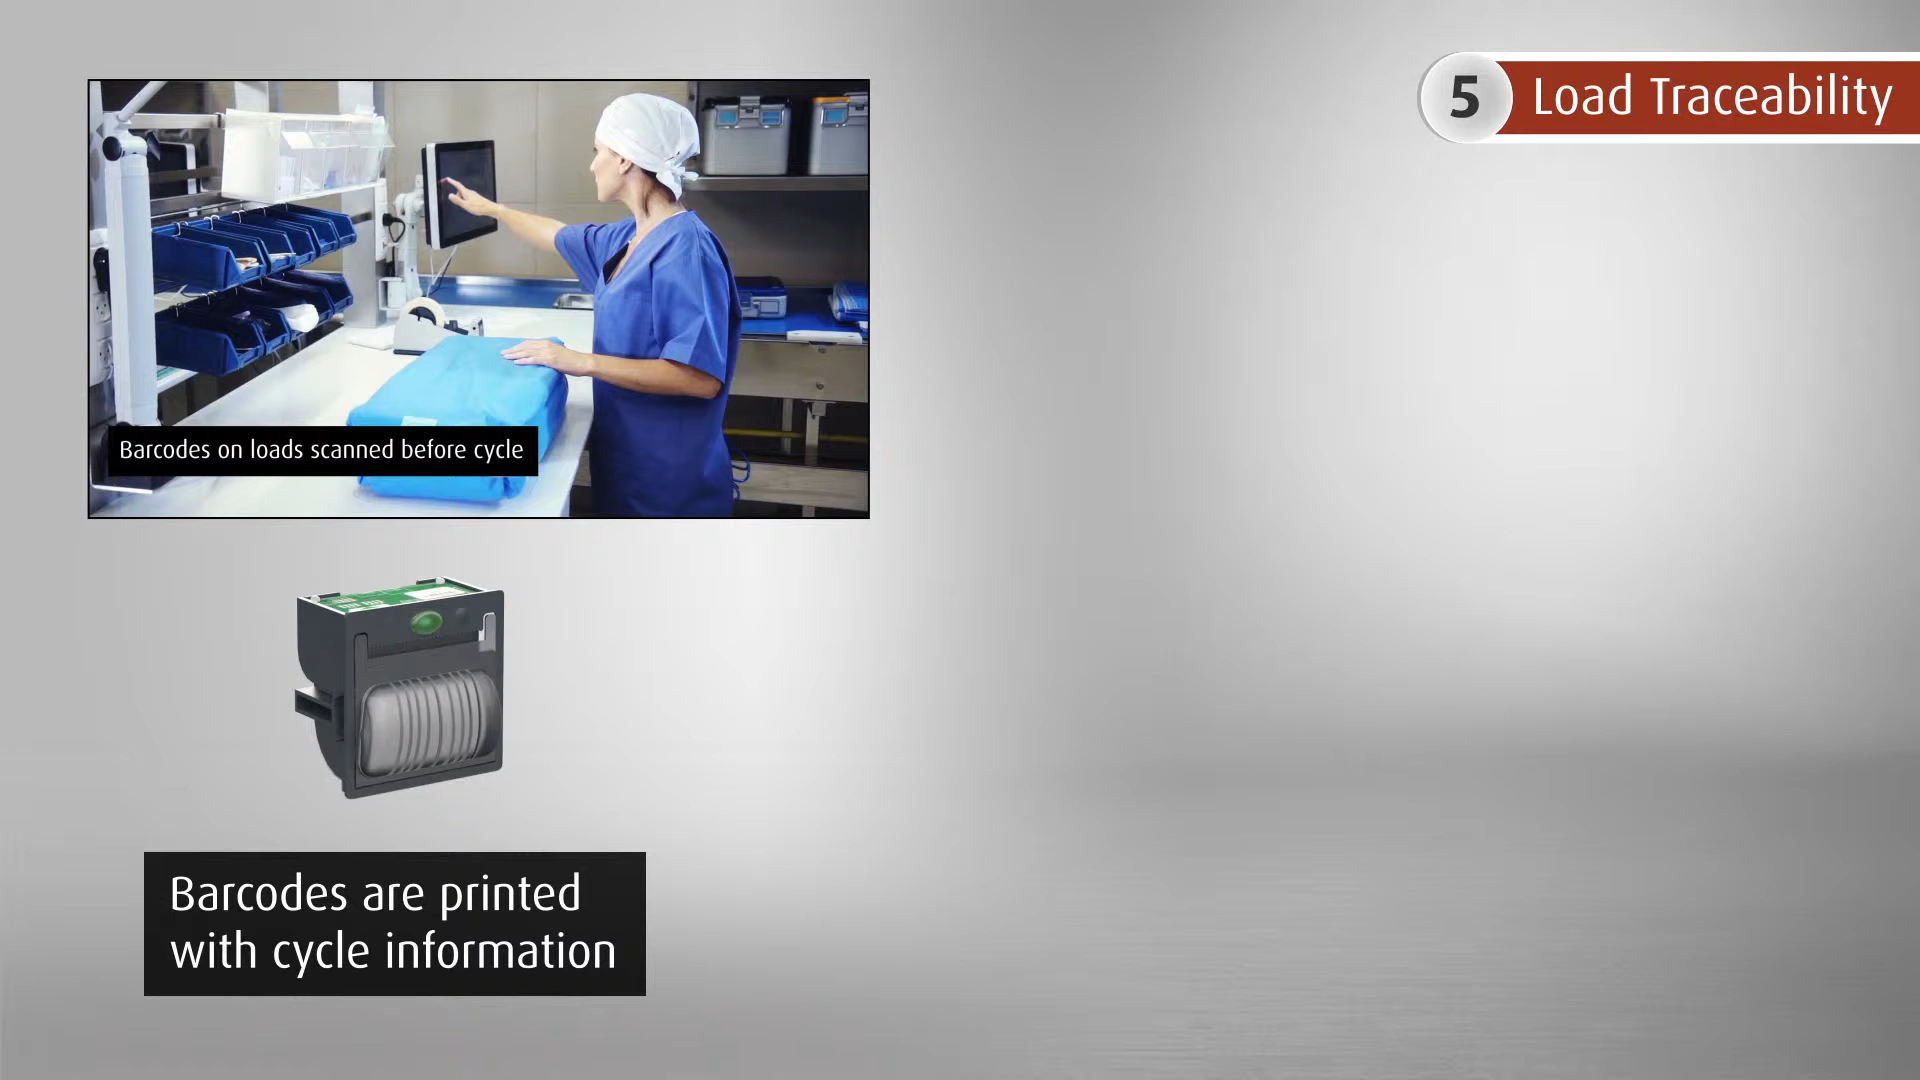 5 Load Traceability
Barcodes on loads scanned before cycle
Barcodes are printed
with cycle information